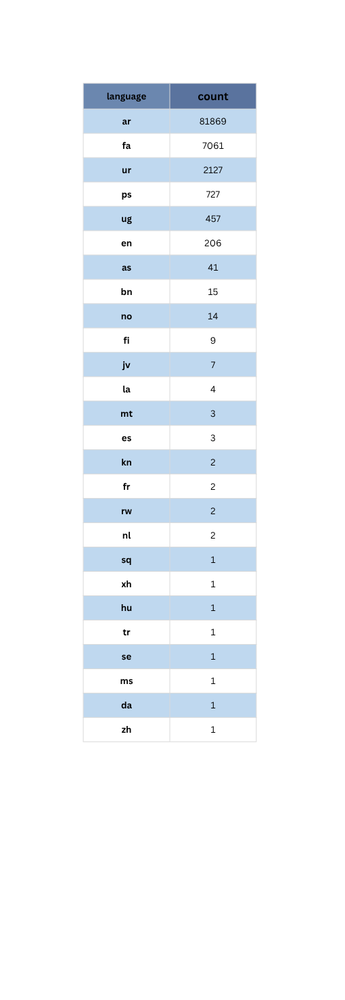 language count
ar 81869
fa 7061
ur 2127
ps 727
ug 457
en 206
as 41
bn 15
no 14
fi 9
jv 7
la 4
mt 3
es 3
kn 2
fr 2
rw 2
nl 2
sq 1
xh 1
hu 1
tr 1
se 1
ms 1
da 1
zh 1